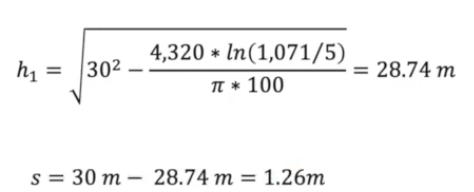 h₁ = √(30² − (4,320 * ln(1,071/5))/(π * 100)) = 28.74 m
s = 30 m − 28.74 m = 1.26m